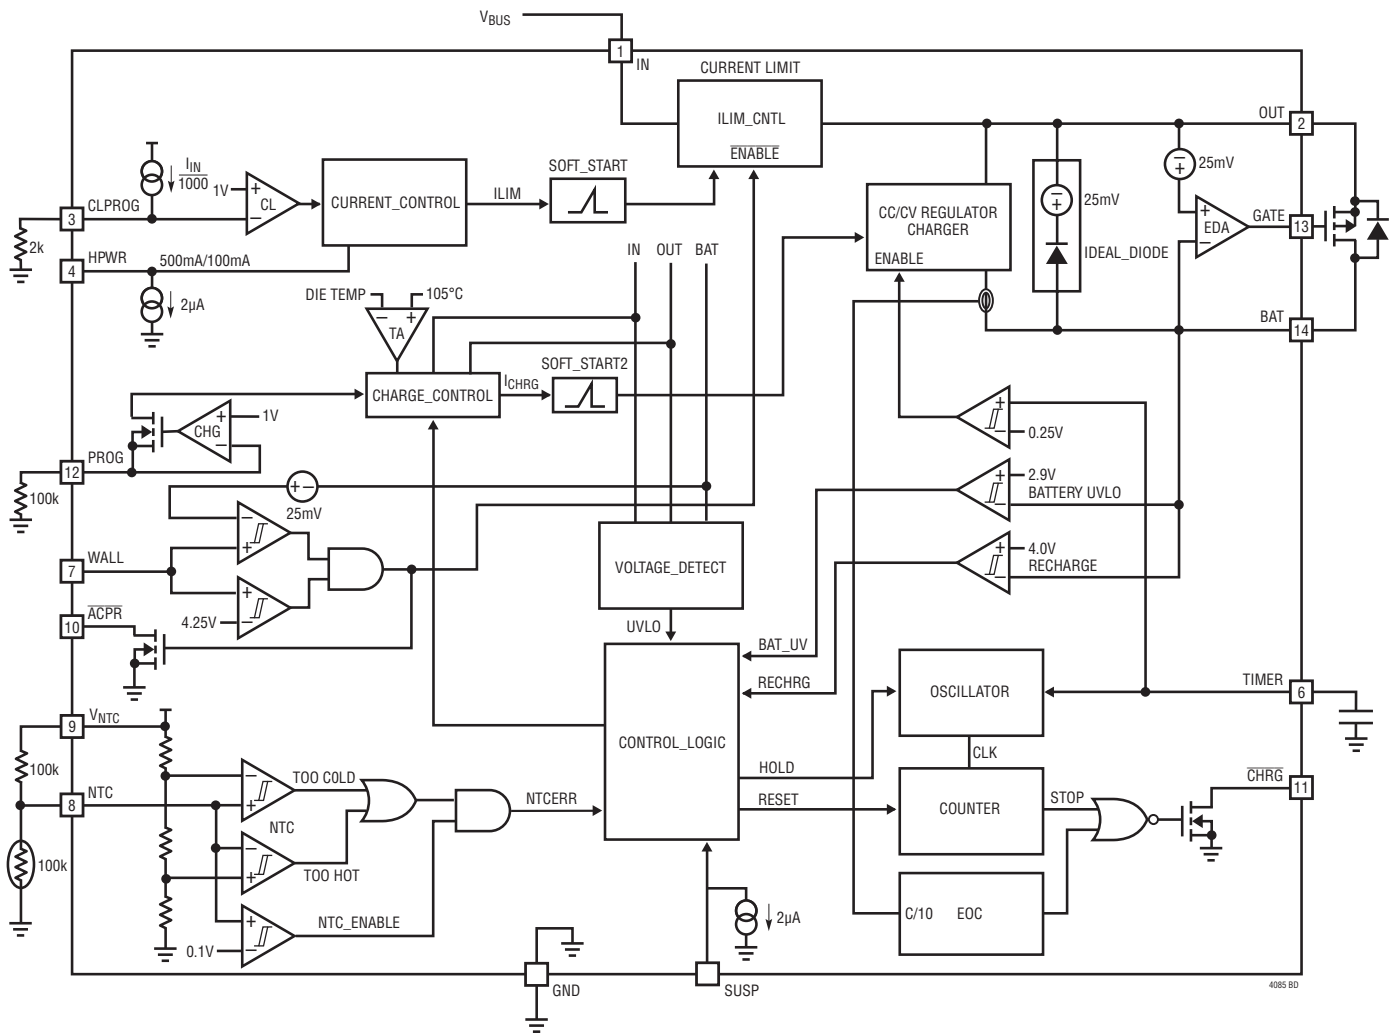 VBUS
1
IN
CURRENT LIMIT
ILIM_CNTL
ENABLE
OUT
2
IIN
1000
1V
+
CL
−
CURRENT_CONTROL
ILIM
SOFT_START
CC/CV REGULATOR
CHARGER
ENABLE
−
+
25mV
IDEAL_DIODE
−
+
25mV
+
EDA
−
GATE
13
3
CLPROG
2k
4
HPWR
500mA/100mA
2µA
IN
OUT
BAT
BAT
14
DIE TEMP
105°C
−
+
TA
CHARGE_CONTROL
ICHRG
SOFT_START2
+
1V
CHG
−
12
PROG
100k
+
−
0.25V
+
2.9V
BATTERY UVLO
−
+
4.0V
RECHARGE
−
+ −
25mV
−
+
7
WALL
+
4.25V
−
10
ACPR
VOLTAGE_DETECT
UVLO
CONTROL_LOGIC
BAT_UV
RECHRG
HOLD
RESET
OSCILLATOR
CLK
COUNTER
STOP
C/10
EOC
TIMER
6
CHRG
11
9
VNTC
100k
8
NTC
100k
−
+
TOO COLD
NTC
−
+
TOO HOT
+
0.1V
−
NTC_ENABLE
NTCERR
2µA
GND
SUSP
4085 BD